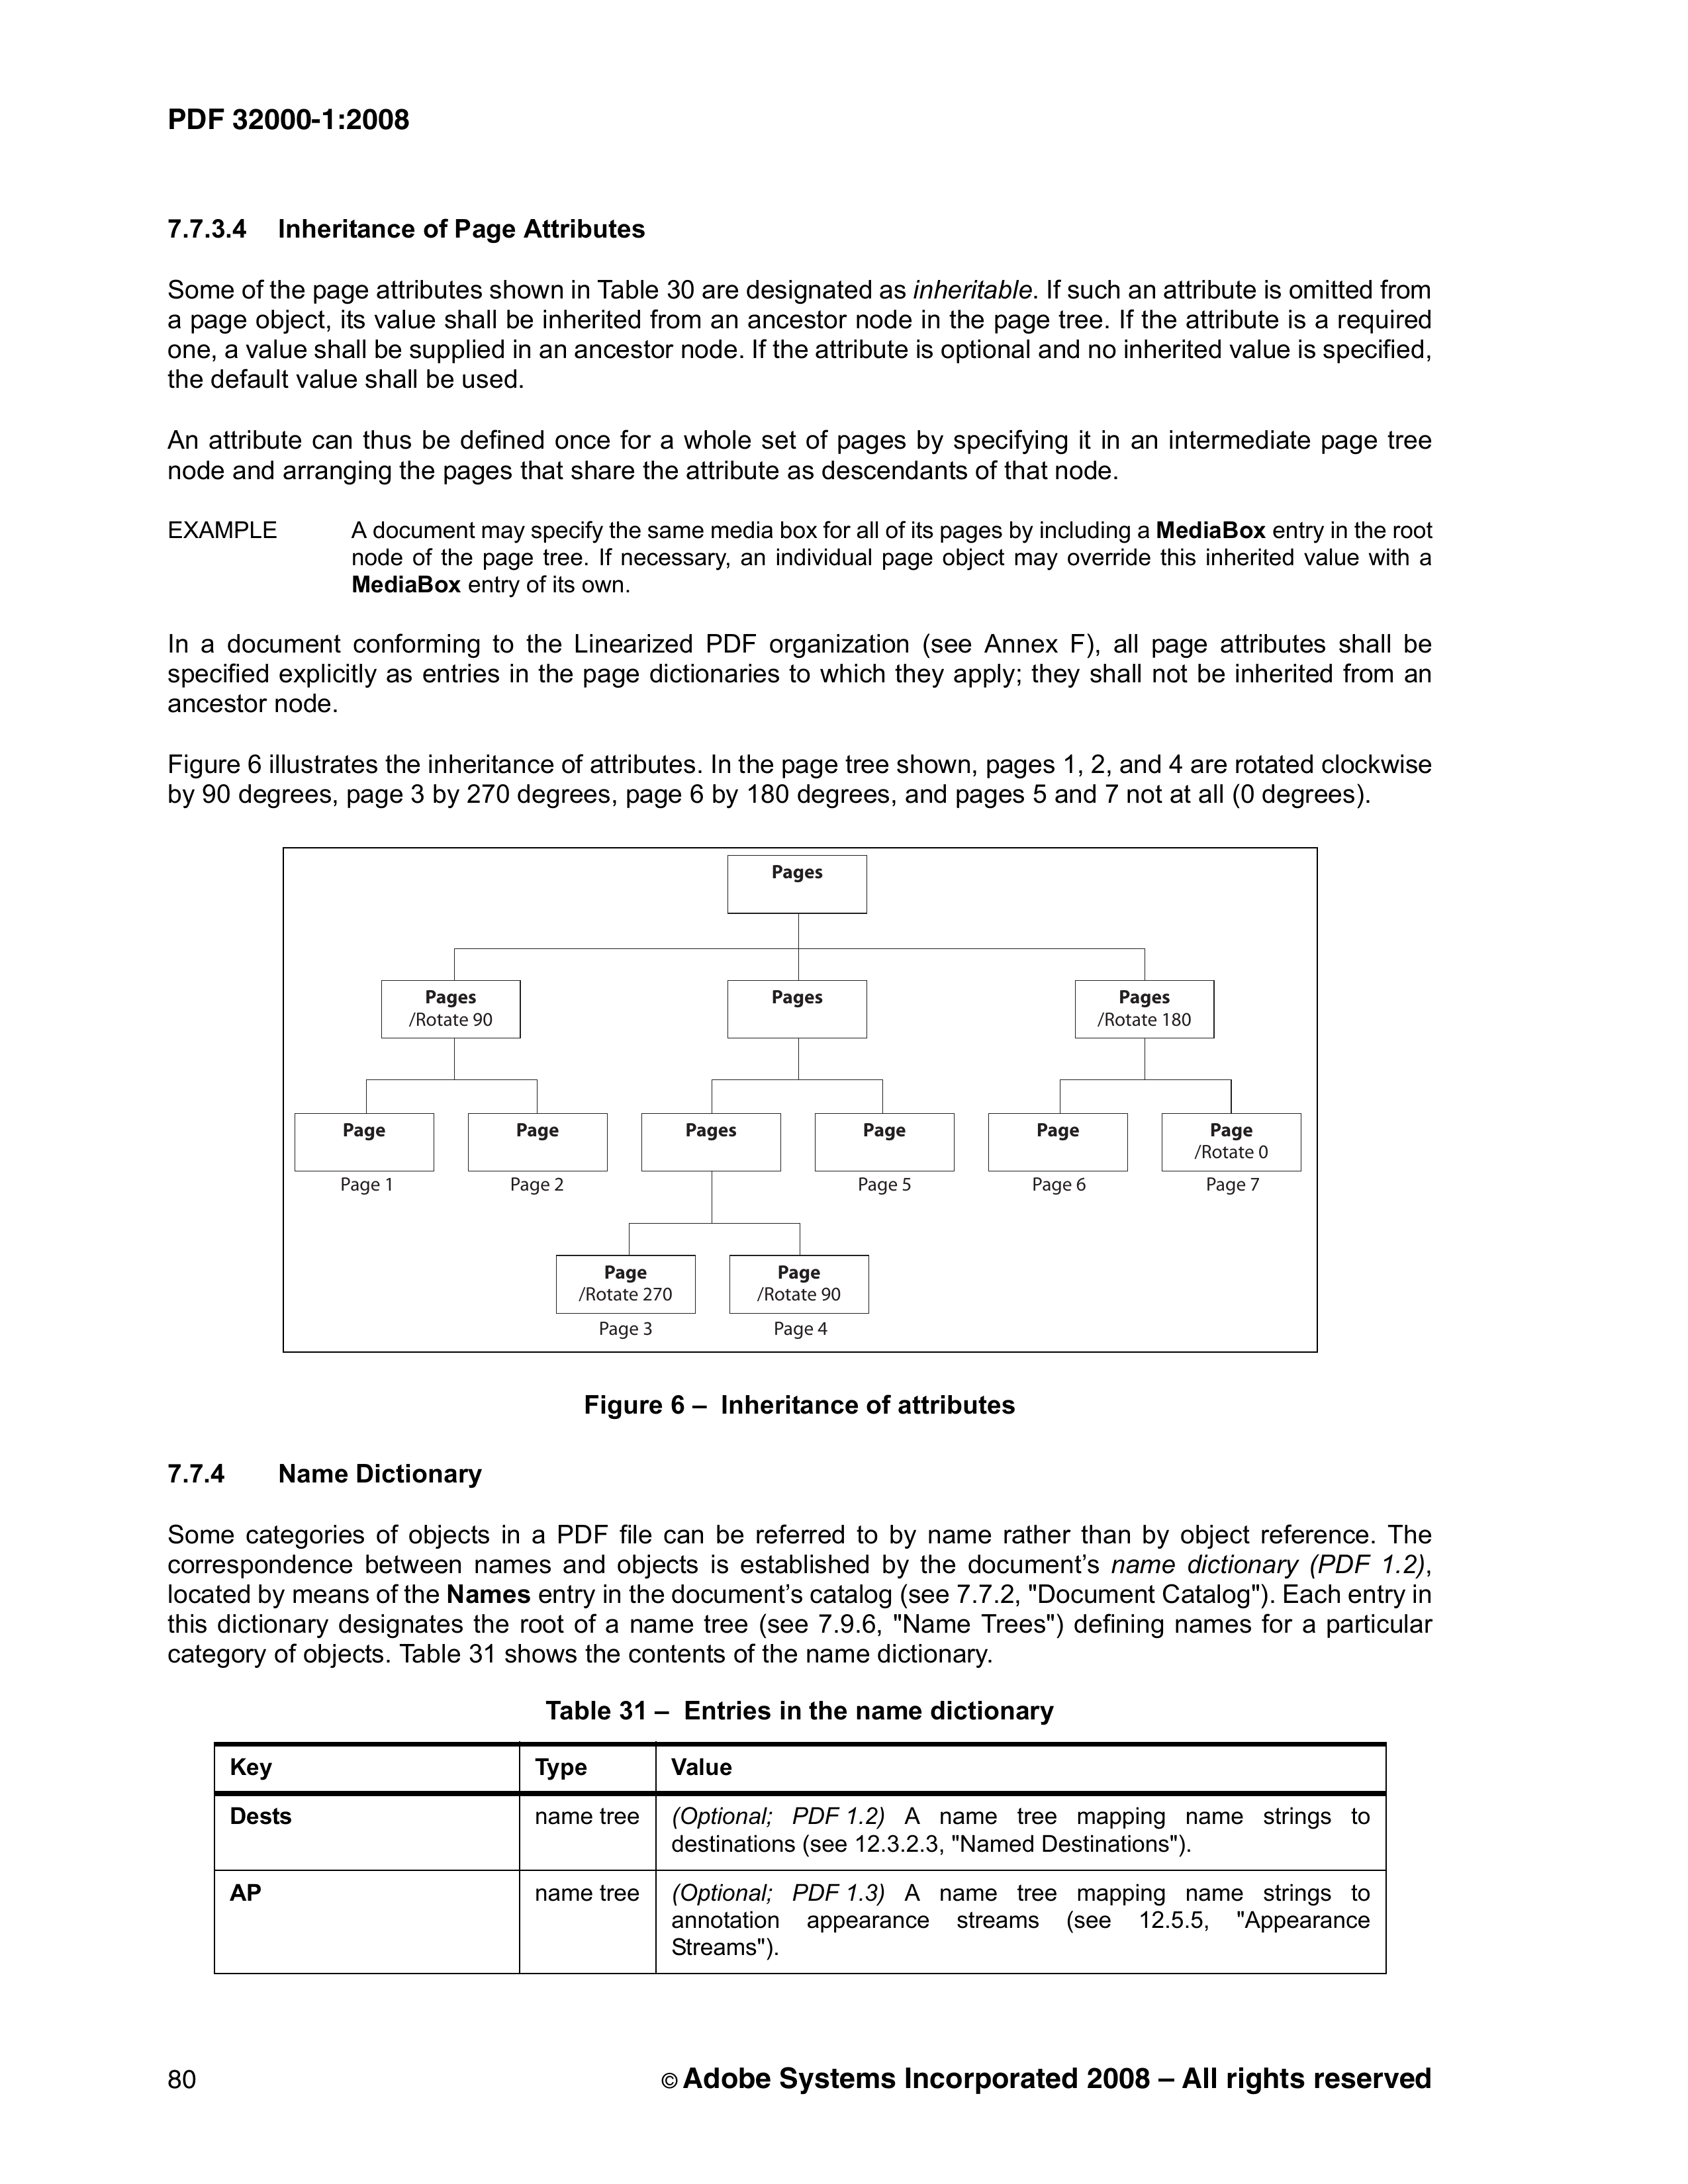 PDF 32000-1:2008
7.7.3.4 Inheritance of Page Attributes
Some of the page attributes shown in Table 30 are designated as inheritable. If such an attribute is omitted from
a page object, its value shall be inherited from an ancestor node in the page tree. If the attribute is a required
one, a value shall be supplied in an ancestor node. If the attribute is optional and no inherited value is specified,
the default value shall be used.
An attribute can thus be defined once for a whole set of pages by specifying it in an intermediate page tree
node and arranging the pages that share the attribute as descendants of that node.
EXAMPLE A document may specify the same media box for all of its pages by including a MediaBox entry in the root
node of the page tree. If necessary, an individual page object may override this inherited value with a
MediaBox entry of its own.
In a document conforming to the Linearized PDF organization (see Annex F), all page attributes shall be
specified explicitly as entries in the page dictionaries to which they apply; they shall not be inherited from an
ancestor node.
Figure 6 illustrates the inheritance of attributes. In the page tree shown, pages 1, 2, and 4 are rotated clockwise
by 90 degrees, page 3 by 270 degrees, page 6 by 180 degrees, and pages 5 and 7 not at all (0 degrees).
Pages
Pages Pages Pages
/Rotate 90 /Rotate 180
Page Page Pages Page Page Page
/Rotate 0
Page 1 Page 2 Page 5 Page 6 Page 7
Page Page
/Rotate 270 /Rotate 90
Page 3 Page 4
Figure 6 – Inheritance of attributes
7.7.4 Name Dictionary
Some categories of objects in a PDF file can be referred to by name rather than by object reference. The
correspondence between names and objects is established by the document’s name dictionary (PDF 1.2),
located by means of the Names entry in the document’s catalog (see 7.7.2, "Document Catalog"). Each entry in
this dictionary designates the root of a name tree (see 7.9.6, "Name Trees") defining names for a particular
category of objects. Table 31 shows the contents of the name dictionary.
Table 31 – Entries in the name dictionary
Key Type Value
Dests name tree (Optional; PDF 1.2) A name tree mapping name strings to
destinations (see 12.3.2.3, "Named Destinations").
AP name tree (Optional; PDF 1.3) A name tree mapping name strings to
annotation appearance streams (see 12.5.5, "Appearance
Streams").
80 © Adobe Systems Incorporated 2008 – All rights reserved